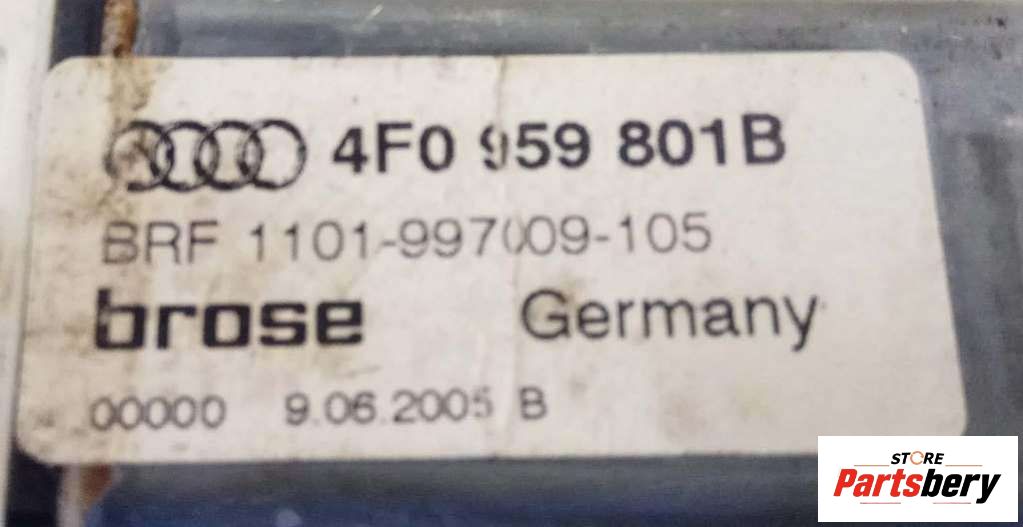 4F0 959 801B
BRF 1101-997009-105
brose Germany
00000 9.06.2005 B
STORE
Partsbery